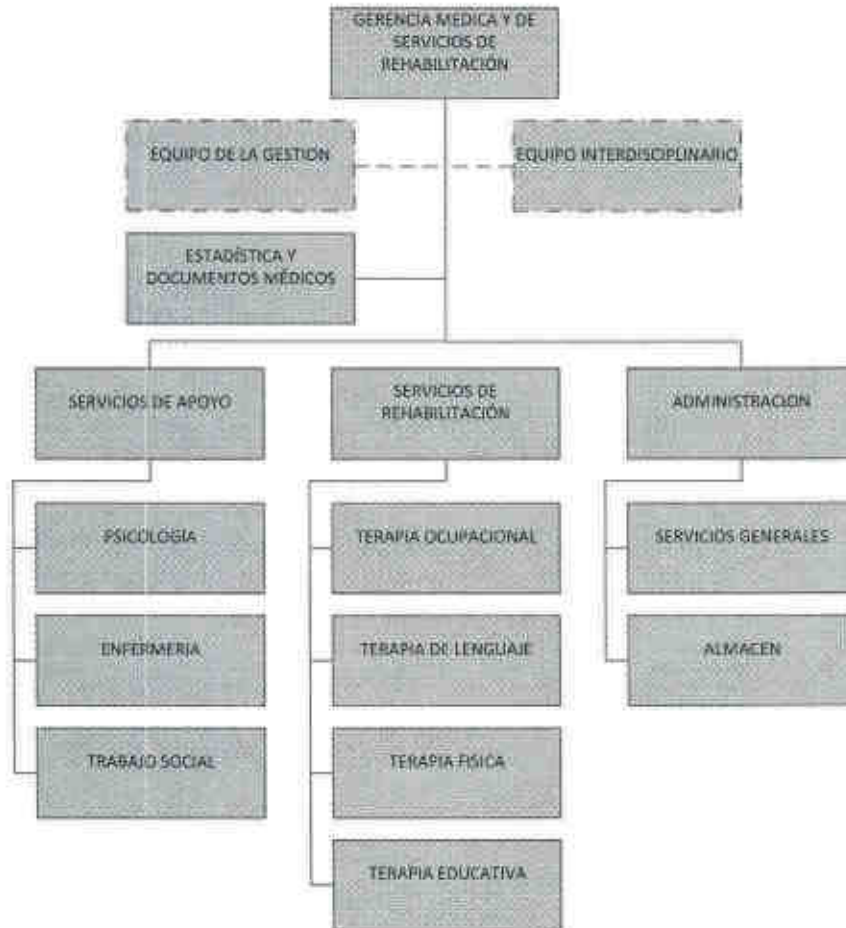 GERENCIA MEDICA Y DE
SERVICIOS DE
REHABILITACIÓN
EQUIPO DE LA GESTION
EQUIPO INTERDISCIPLINARIO
ESTADÍSTICA Y
DOCUMENTOS MÉDICOS
SERVICIOS DE APOYO
SERVICIOS DE
REHABILITACIÓN
ADMINISTRACION
PSICOLOGÍA
TERAPIA OCUPACIONAL
SERVICIOS GENERALES
ENFERMERIA
TERAPIA DE LENGUAJE
ALMACEN
TRABAJO SOCIAL
TERAPIA FISICA
TERAPIA EDUCATIVA